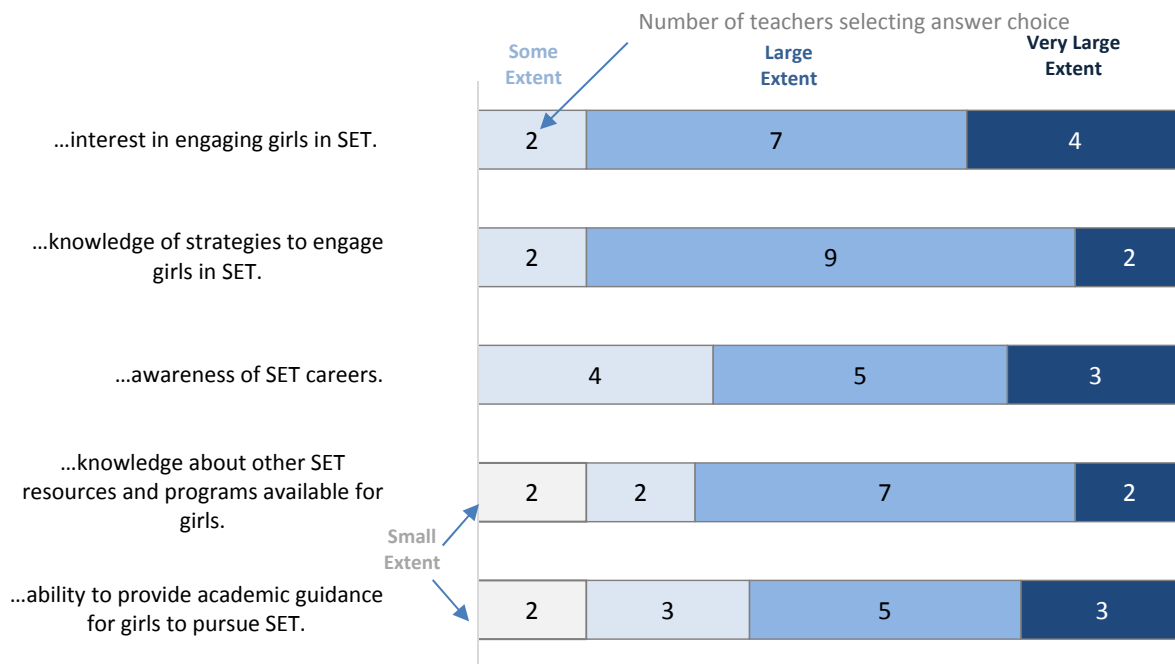 Number of teachers selecting answer choice
Some
Extent
Large
Extent
Very Large
Extent
...interest in engaging girls in SET.
2 7 4
...knowledge of strategies to engage
girls in SET.
2 9 2
...awareness of SET careers.
4 5 3
...knowledge about other SET
resources and programs available for
girls.
2 2 7 2
Small
Extent
...ability to provide academic guidance
for girls to pursue SET.
2 3 5 3